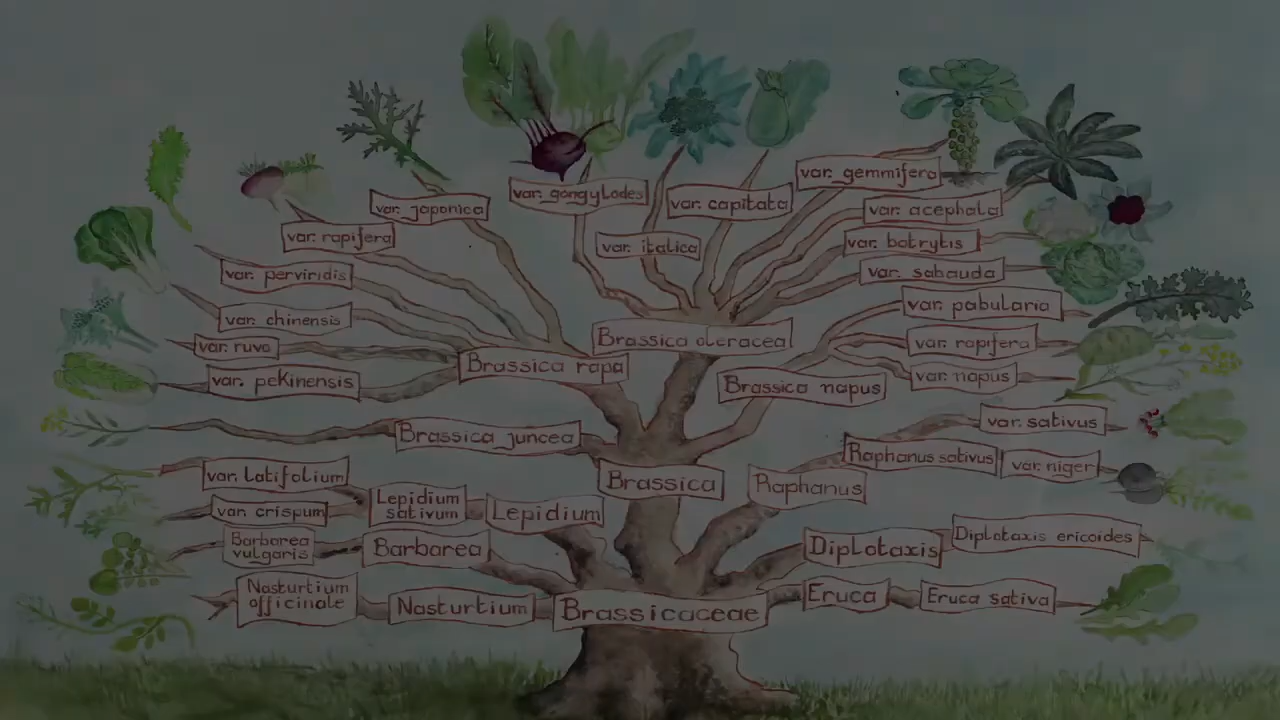 var. gemmifera
var. gongylodes
var. capitata
var. japonica
var. acephala
var. rapifera
var. italica
var. botrytis
var. perviridis
var. sabauda
var. chinensis
var. pabularia
var. ruvo
Brassica oleracea
var. rapifera
Brassica rapa
var. pekinensis
Brassica napus
var. napus
Brassica juncea
var. sativus
Raphanus sativus
var. niger
var. latifolium
Brassica
Raphanus
var. crispum
Lepidium
sativum
Lepidium
Barbarea
vulgaris
Barbarea
Diplotaxis
Diplotaxis ericoides
Nasturtium
officinale
Nasturtium
Brassicaceae
Eruca
Eruca sativa